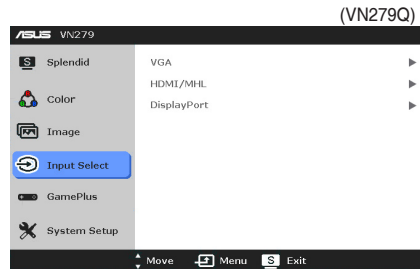 (VN279Q)
ASUS VN279
S Splendid
VGA
HDMI/MHL
Color
DisplayPort
Image
Input Select
GamePlus
System Setup
Move Menu S Exit